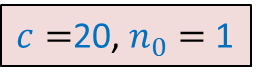 c =20, n₀ = 1